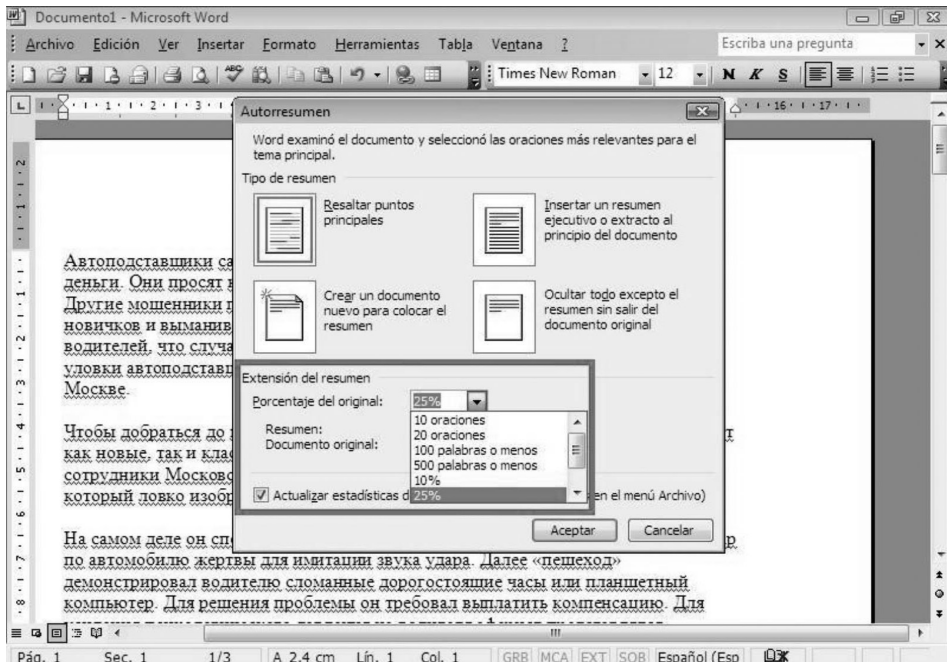 Documento1 - Microsoft Word
Archivo Edición Ver Insertar Formato Herramientas Tabla Ventana ? Escriba una pregunta
Times New Roman 12 N K S
1 2 3 16 17
Autorresumen
Word examinó el documento y seleccionó las oraciones más relevantes para el
tema principal.
Tipo de resumen
Resaltar puntos
principales
Insertar un resumen
ejecutivo o extracto al
principio del documento
Crear un documento
nuevo para colocar el
resumen
Ocultar todo excepto el
resumen sin salir del
documento original
Extensión del resumen
Porcentaje del original: 25%
Resumen:
Documento original:
10 oraciones
20 oraciones
100 palabras o menos
500 palabras o menos
10%
25%
Actualizar estadísticas en el menú Archivo)
Aceptar Cancelar
Автоподставщики
деньги. Они просят
Другие мошенники
новичков и
водителей, что
уловки
Москве.
Чтобы добраться до
как новые, так и
сотрудники
который ловко
На самом деле он
по автомобилю жертвы для имитации звука удара. Далее «пешеход»
демонстрировал водителю сломанные дорогостоящие часы или планшетный
компьютер. Для решения проблемы он требовал выплатить компенсацию. Для
Pág. 1 Sec. 1 1/3 A 2,4 cm Lín. 1 Col. 1 GRB MCA EXT SOB Español (Esp